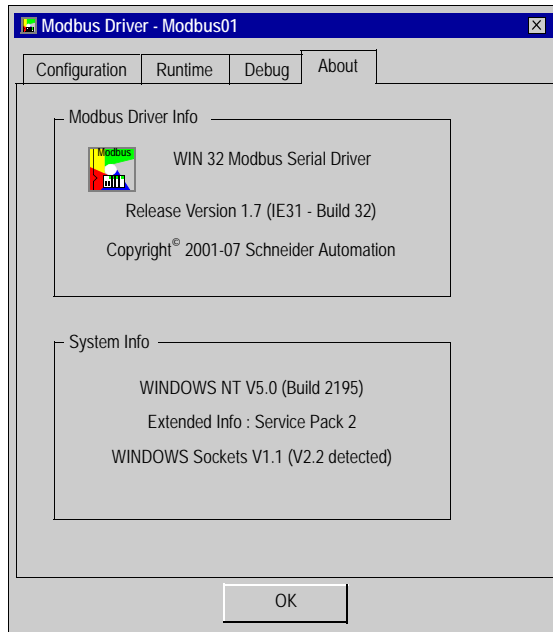 Modbus Driver - Modbus01
Configuration Runtime Debug About
Modbus Driver Info
Modbus
WIN 32 Modbus Serial Driver
Release Version 1.7 (IE31 - Build 32)
Copyright© 2001-07 Schneider Automation
System Info
WINDOWS NT V5.0 (Build 2195)
Extended Info : Service Pack 2
WINDOWS Sockets V1.1 (V2.2 detected)
OK